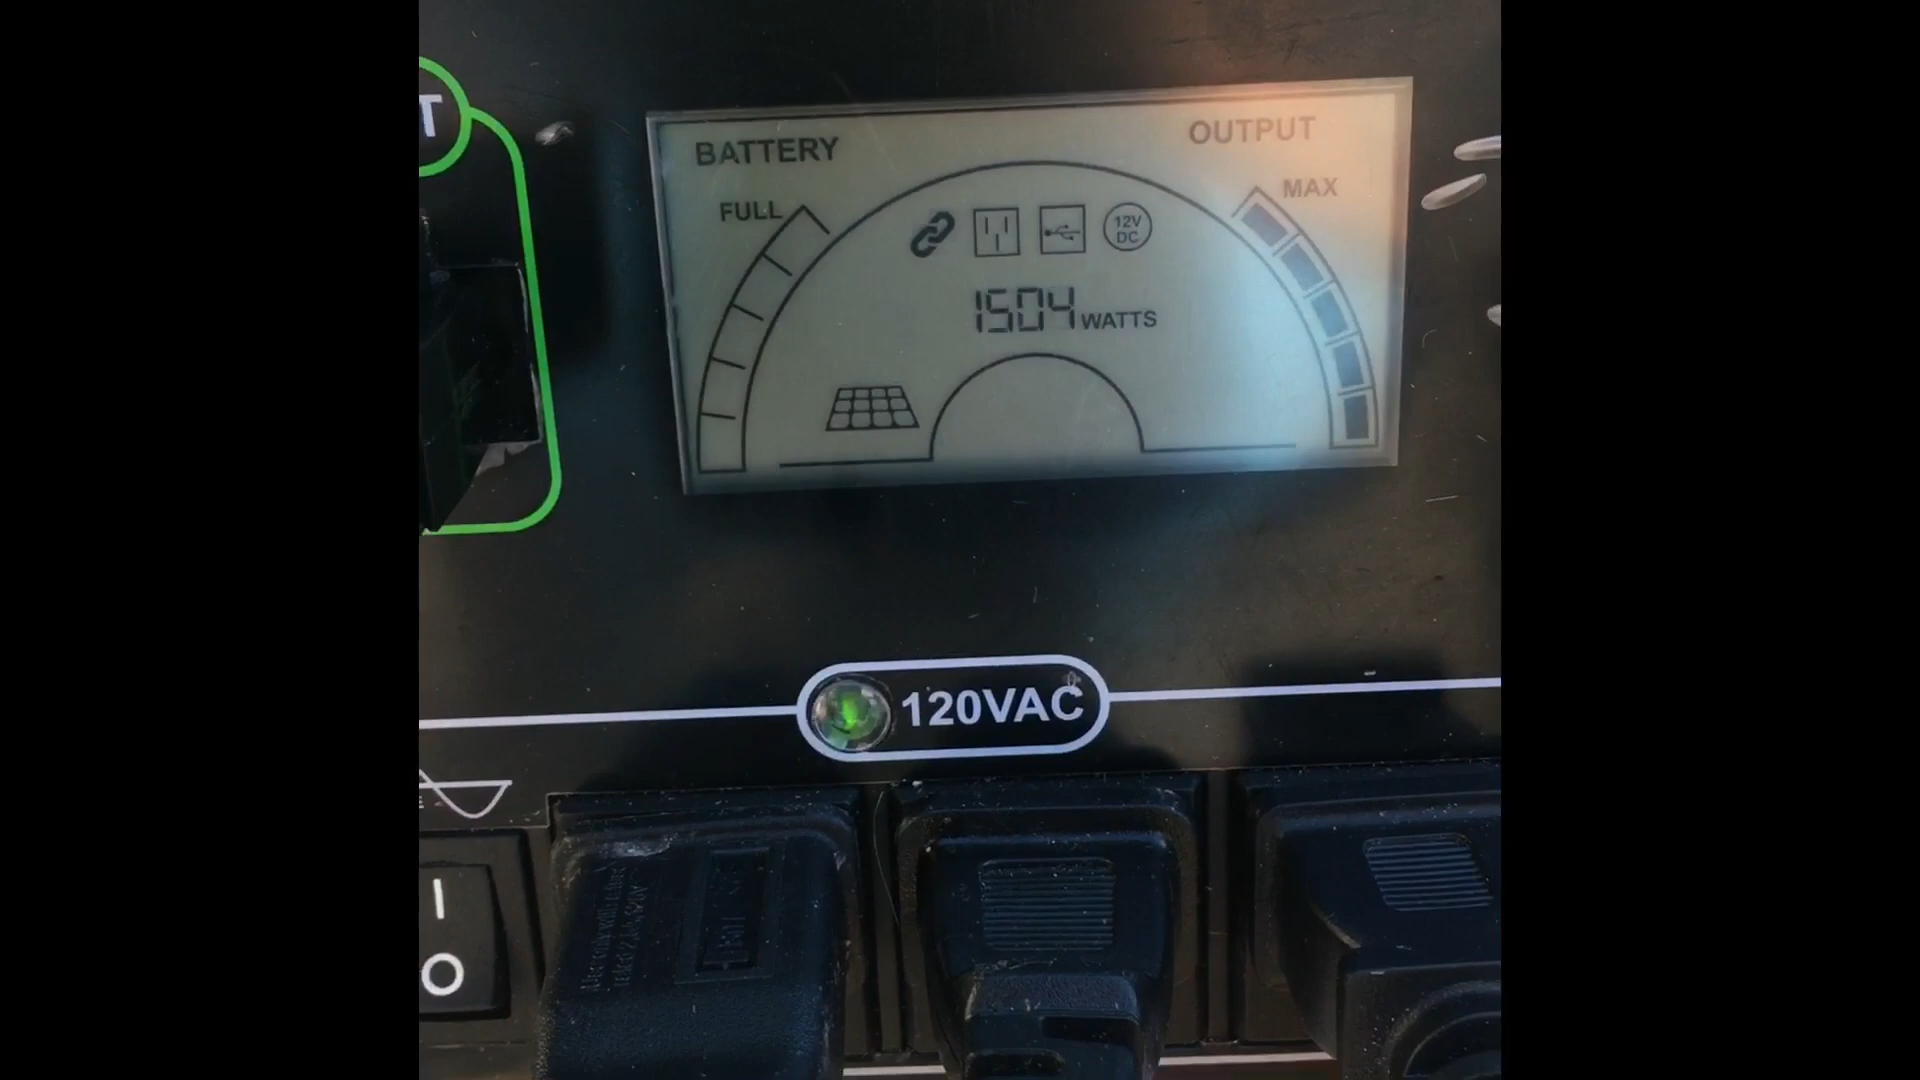 T
BATTERY
OUTPUT
FULL
MAX
12V
DC
1504 WATTS
120VAC
E
I
O